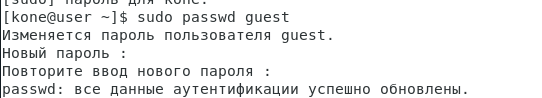 [sudo] пароль для kone:
[kone@user ~]$ sudo passwd guest
Изменяется пароль пользователя guest.
Новый пароль :
Повторите ввод нового пароля :
passwd: все данные аутентификации успешно обновлены.